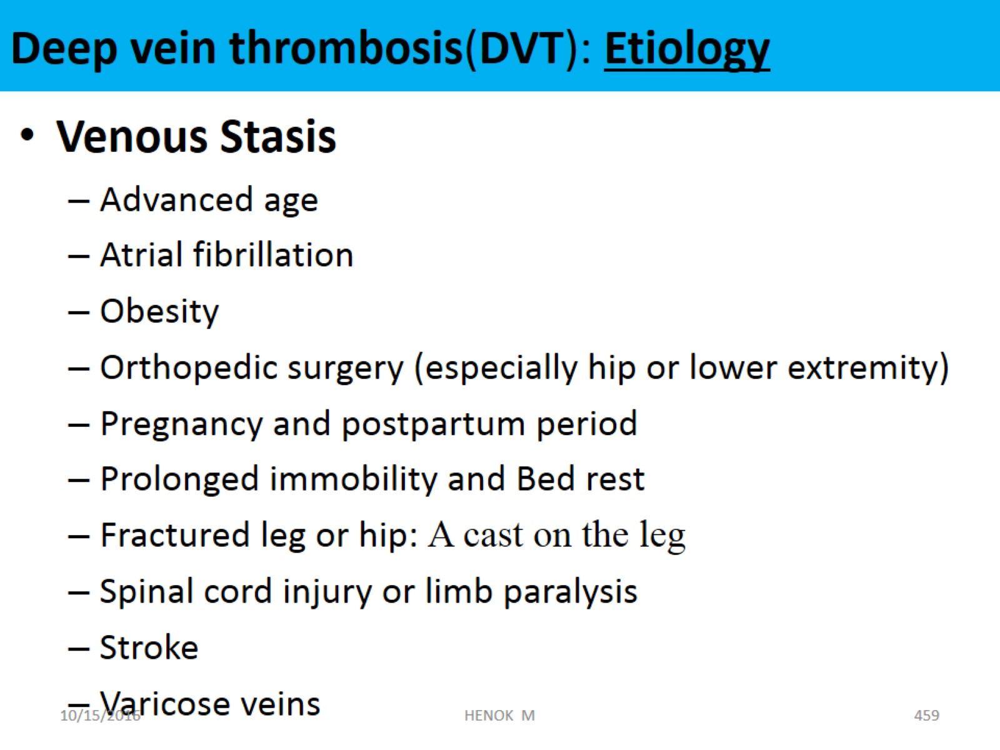 Deep vein thrombosis(DVT): Etiology
• Venous Stasis
– Advanced age
– Atrial fibrillation
– Obesity
– Orthopedic surgery (especially hip or lower extremity)
– Pregnancy and postpartum period
– Prolonged immobility and Bed rest
– Fractured leg or hip: A cast on the leg
– Spinal cord injury or limb paralysis
– Stroke
– Varicose veins
10/15/2016 HENOK M 459